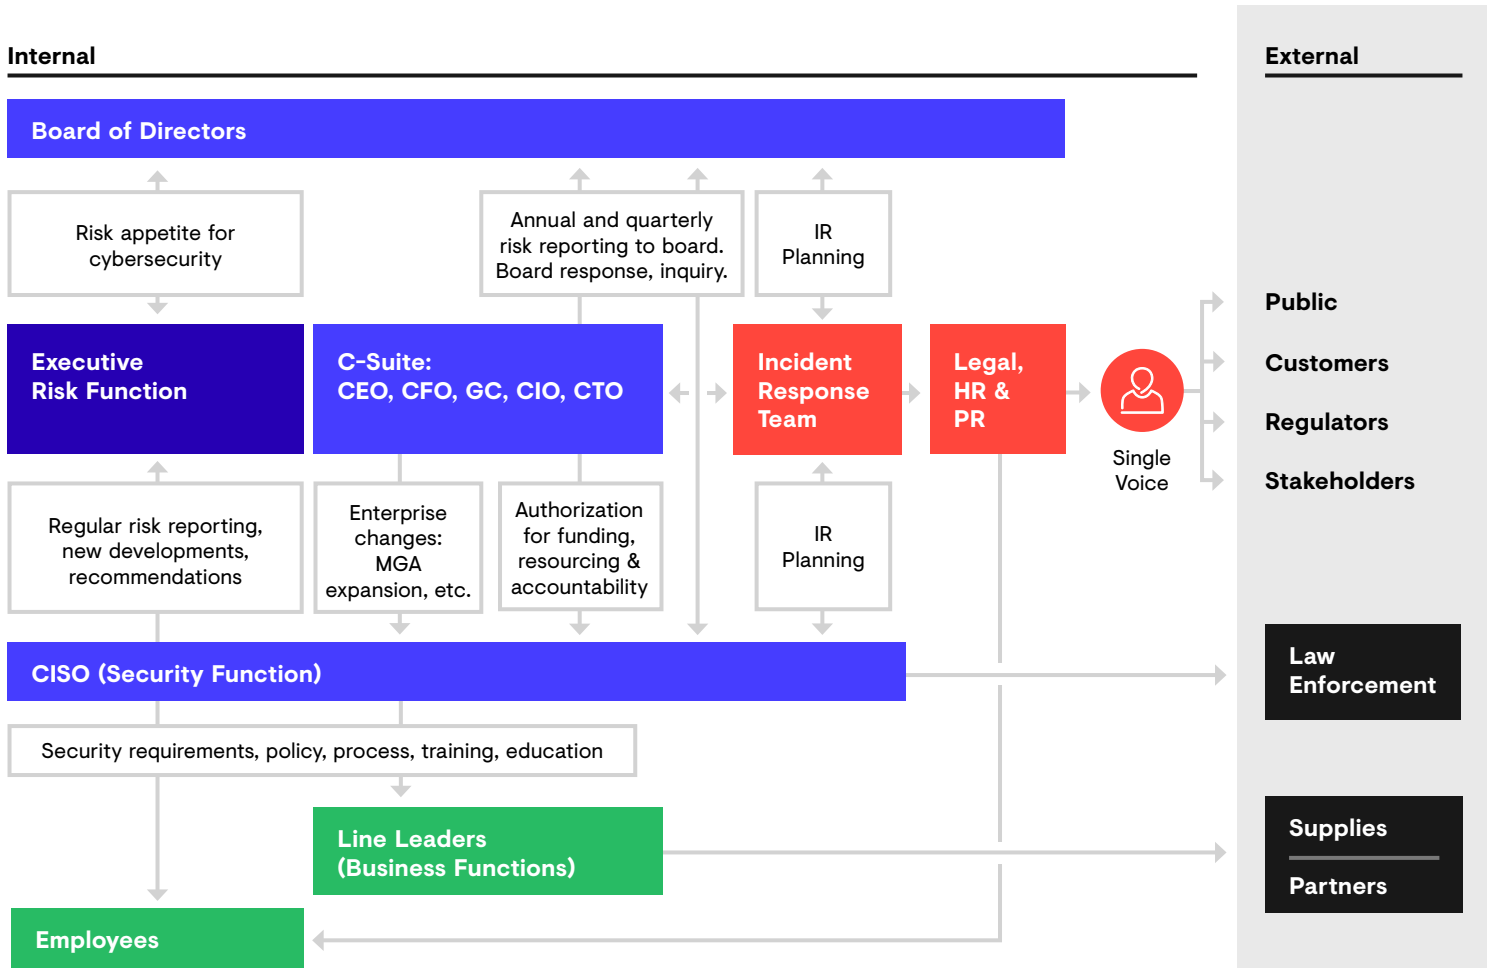 Internal
External
Board of Directors
Risk appetite for
cybersecurity
Annual and quarterly
risk reporting to board.
Board response, inquiry.
IR
Planning
Executive
Risk Function
C-Suite:
CEO, CFO, GC, CIO, CTO
Incident
Response
Team
Legal,
HR &
PR
Single
Voice
Public
Customers
Regulators
Stakeholders
Regular risk reporting,
new developments,
recommendations
Enterprise
changes:
MGA
expansion, etc.
Authorization
for funding,
resourcing &
accountability
IR
Planning
CISO (Security Function)
Law
Enforcement
Security requirements, policy, process, training, education
Line Leaders
(Business Functions)
Supplies
Partners
Employees